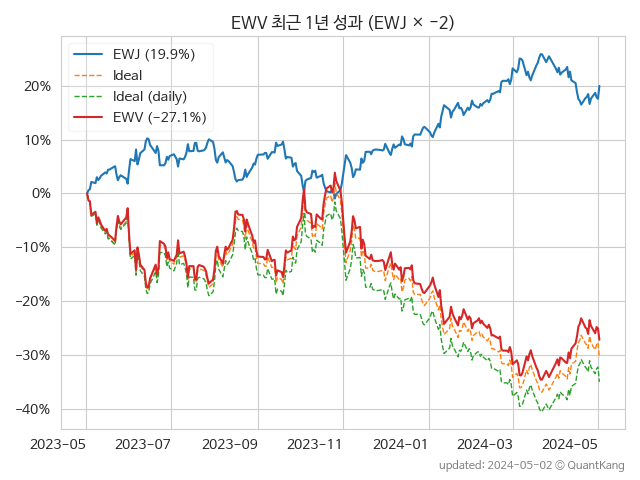 EWV 최근 1년 성과 (EWJ × −2)
EWJ (19.9%)
Ideal
Ideal (daily)
EWV (−27.1%)
20%
10%
0%
−10%
−20%
−30%
−40%
2023-05 2023-07 2023-09 2023-11 2024-01 2024-03 2024-05
updated: 2024-05-02 © QuantKang